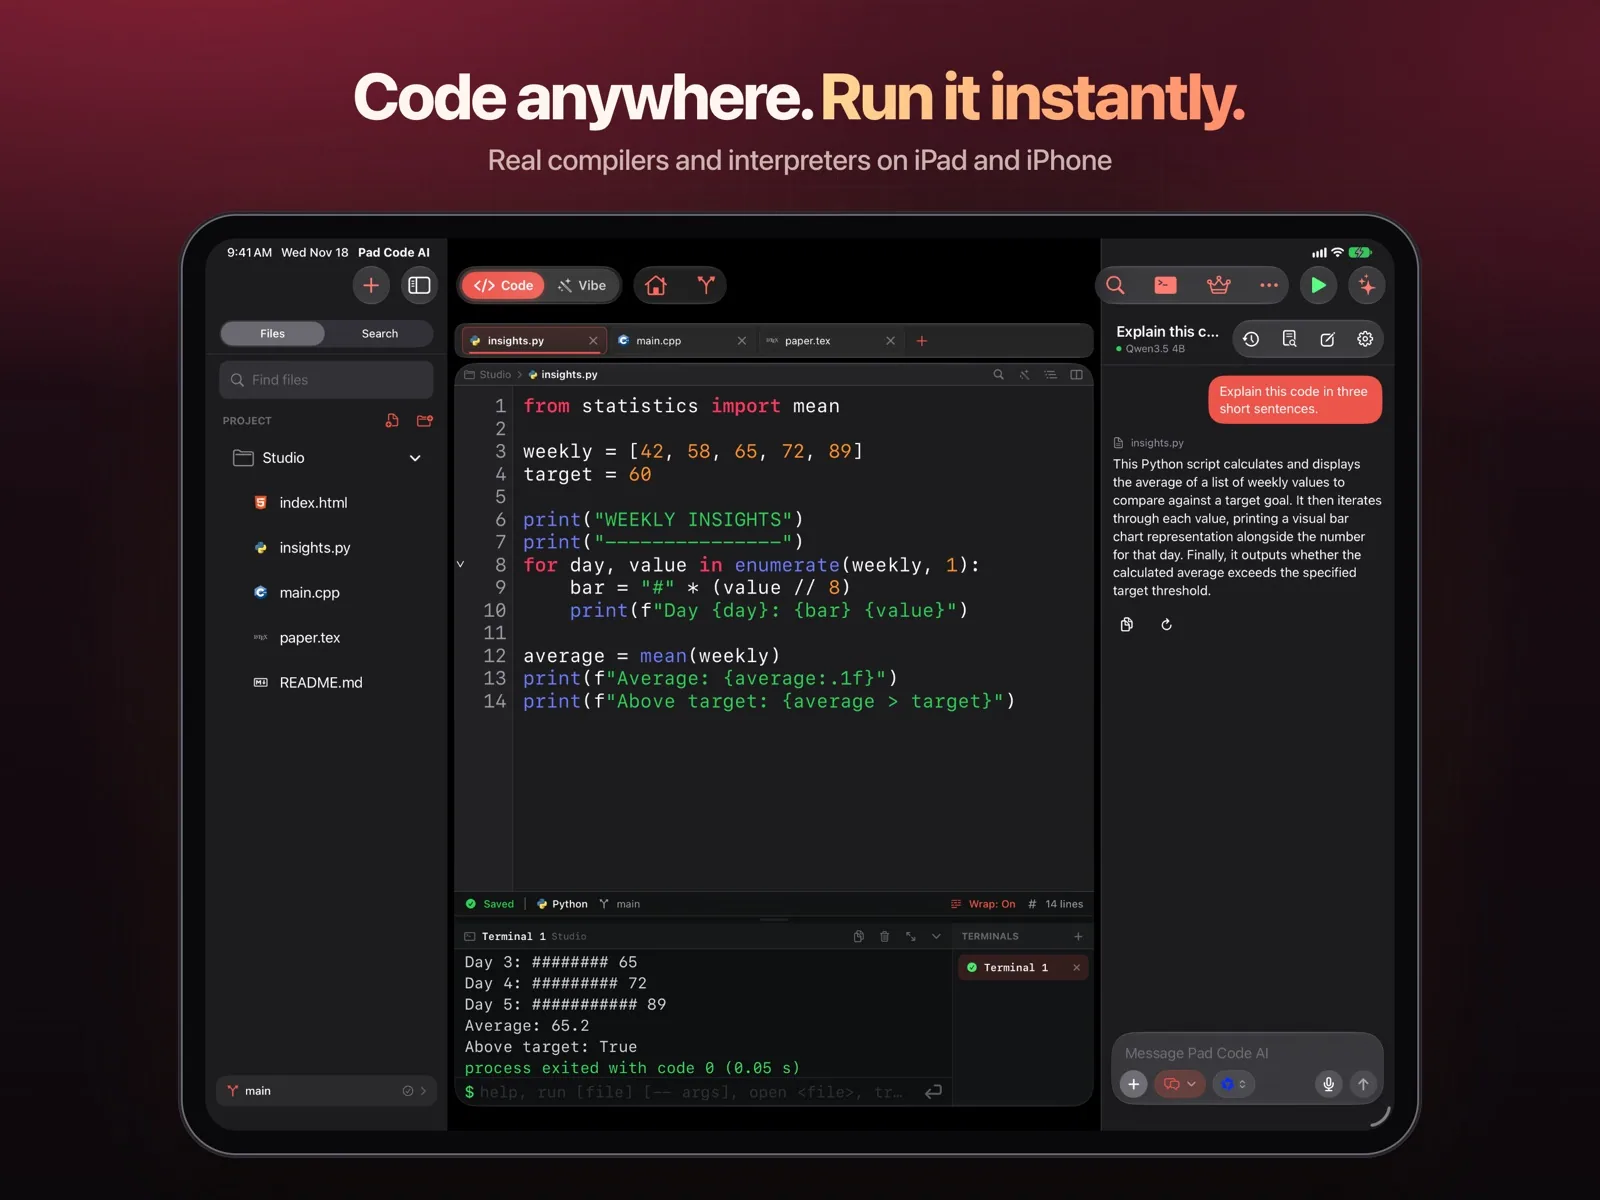 Code anywhere. Run it instantly.
Real compilers and interpreters on iPad and iPhone
9:41 AM Wed Nov 18 Pad Code AI
Files Search
Find files
PROJECT
Studio
index.html
insights.py
main.cpp
paper.tex
README.md
main
</> Code Vibe
insights.py main.cpp paper.tex
Studio > insights.py
1 from statistics import mean
2
3 weekly = [42, 58, 65, 72, 89]
4 target = 60
5
6 print("WEEKLY INSIGHTS")
7 print("---------------")
8 for day, value in enumerate(weekly, 1):
9 bar = "#" * (value // 8)
10 print(f"Day {day}: {bar} {value}")
11
12 average = mean(weekly)
13 print(f"Average: {average:.1f}")
14 print(f"Above target: {average > target}")
Saved Python main Wrap: On # 14 lines
Terminal 1 Studio
Day 3: ######## 65
Day 4: ######### 72
Day 5: ########### 89
Average: 65.2
Above target: True
process exited with code 0 (0.05 s)
$ help, run [file] [-- args], open <file>, tr…
TERMINALS
Terminal 1
Explain this c...
Qwen3.5 4B
Explain this code in three
short sentences.
insights.py
This Python script calculates and displays
the average of a list of weekly values to
compare against a target goal. It then iterates
through each value, printing a visual bar
chart representation alongside the number
for that day. Finally, it outputs whether the
calculated average exceeds the specified
target threshold.
Message Pad Code AI